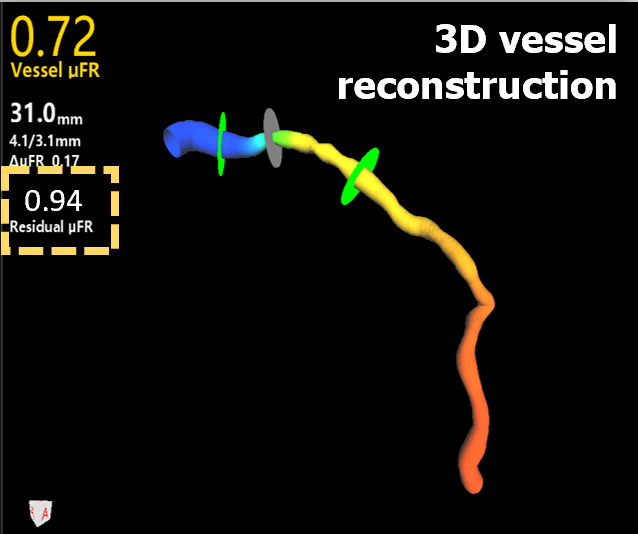 0.72
Vessel µFR
3D vessel
reconstruction
31.0mm
4.1/3.1mm
ΔµFR 0.17
0.94
Residual µFR
A